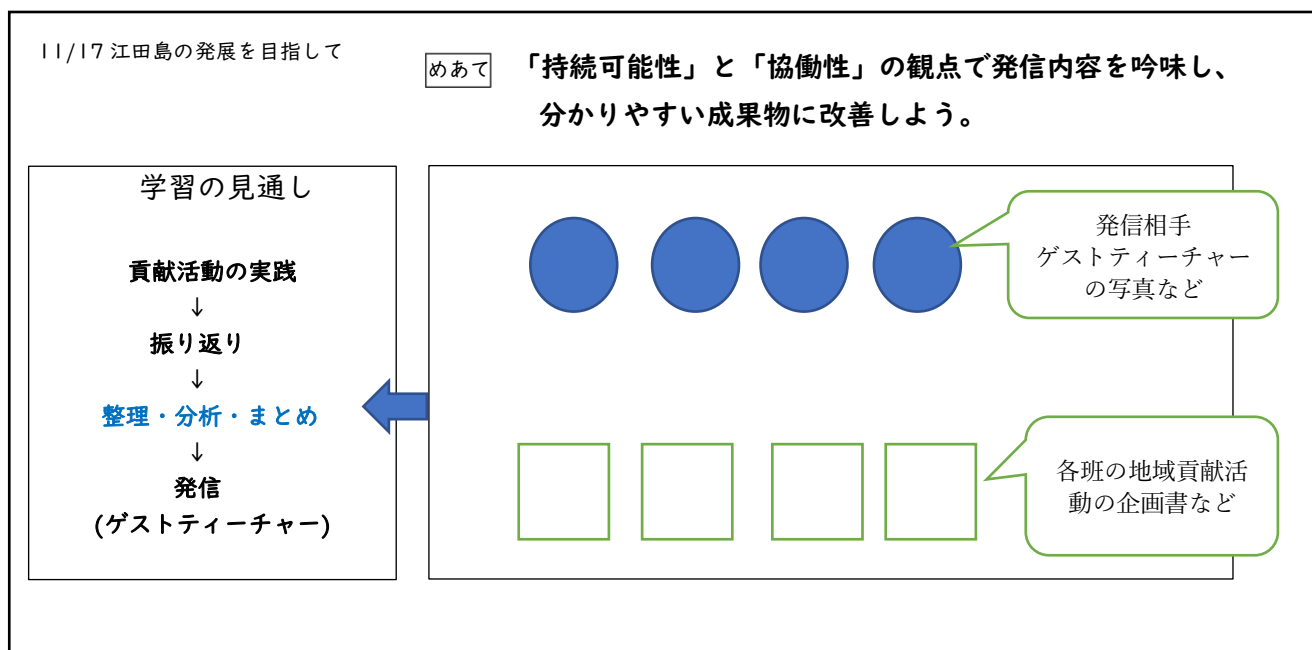 11/17 江田島の発展を目指して
めあて
「持続可能性」と「協働性」の観点で発信内容を吟味し、
分かりやすい成果物に改善しよう。
学習の見通し
貢献活動の実践
↓
振り返り
↓
整理・分析・まとめ
↓
発信
(ゲストティーチャー)
発信相手
ゲストティーチャー
の写真など
各班の地域貢献活
動の企画書など